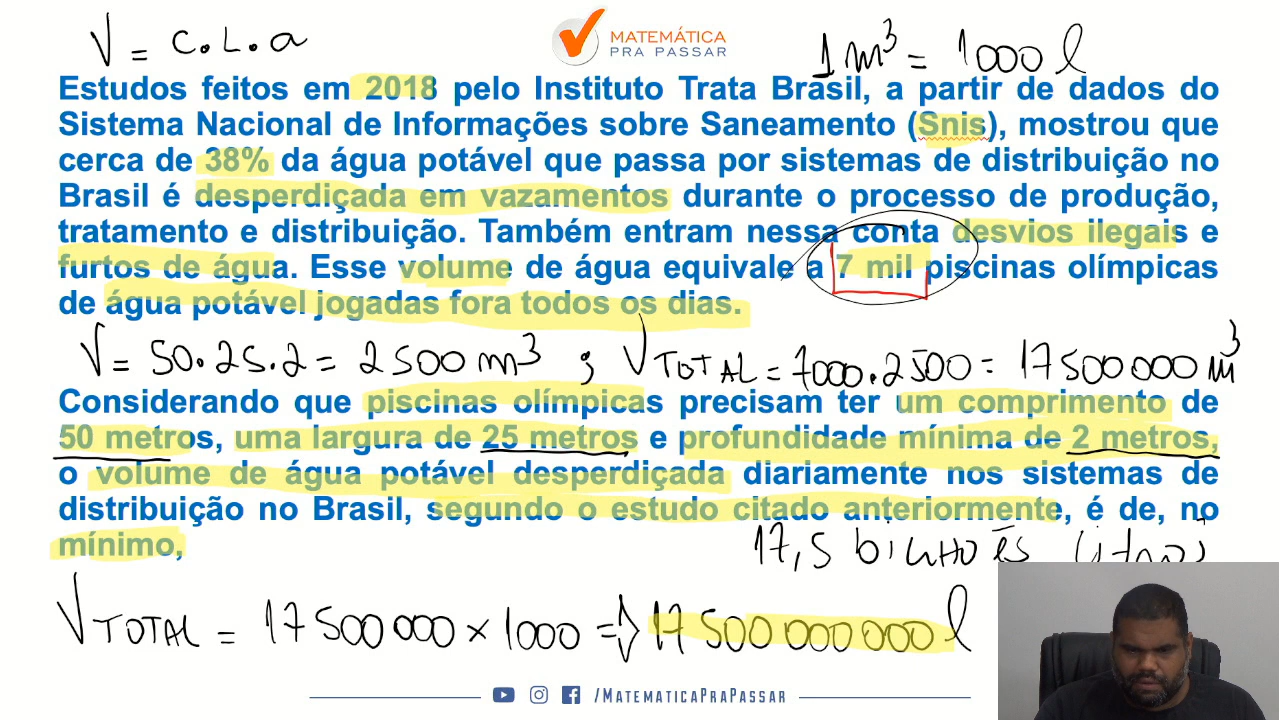 V = C.L.a
MATEMÁTICA
PRA PASSAR
1m³ = 1000 l
Estudos feitos em 2018 pelo Instituto Trata Brasil, a partir de dados do
Sistema Nacional de Informações sobre Saneamento (Snis), mostrou que
cerca de 38% da água potável que passa por sistemas de distribuição no
Brasil é desperdiçada em vazamentos durante o processo de produção,
tratamento e distribuição. Também entram nessa conta desvios ilegais e
furtos de água. Esse volume de água equivale a 7 mil piscinas olímpicas
de água potável jogadas fora todos os dias.
V = 50.25.2 = 2500 m³ ; V TOTAL = 7000.2500 = 17500000 m³
Considerando que piscinas olímpicas precisam ter um comprimento de
50 metros, uma largura de 25 metros e profundidade mínima de 2 metros,
o volume de água potável desperdiçada diariamente nos sistemas de
distribuição no Brasil, segundo o estudo citado anteriormente, é de, no
mínimo,
17,5 bilhões litros
V TOTAL = 17 500 000 × 1000 => 17 500 000 000 l
/MATEMATICAPRAPASSAR